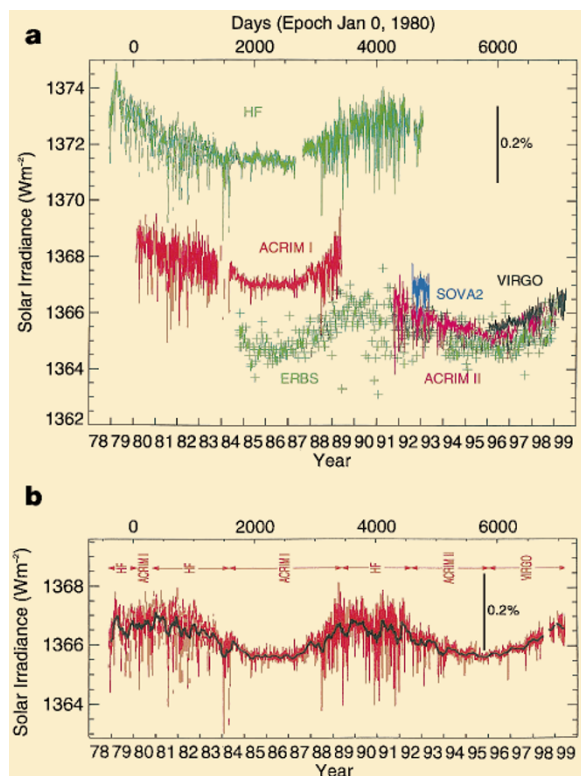 a
Days (Epoch Jan 0, 1980)
0 2000 4000 6000
1374
1372
1370
1368
1366
1364
1362
Solar Irradiance (Wm⁻²)
HF
0.2%
ACRIM I
VIRGO
SOVA2
ERBS
ACRIM II
78 79 80 81 82 83 84 85 86 87 88 89 90 91 92 93 94 95 96 97 98 99
Year
b
0 2000 4000 6000
HF ACRIM I HF ACRIM I HF ACRIM II VIRGO
1368
1366
1364
Solar Irradiance (Wm⁻²)
0.2%
78 79 80 81 82 83 84 85 86 87 88 89 90 91 92 93 94 95 96 97 98 99
Year